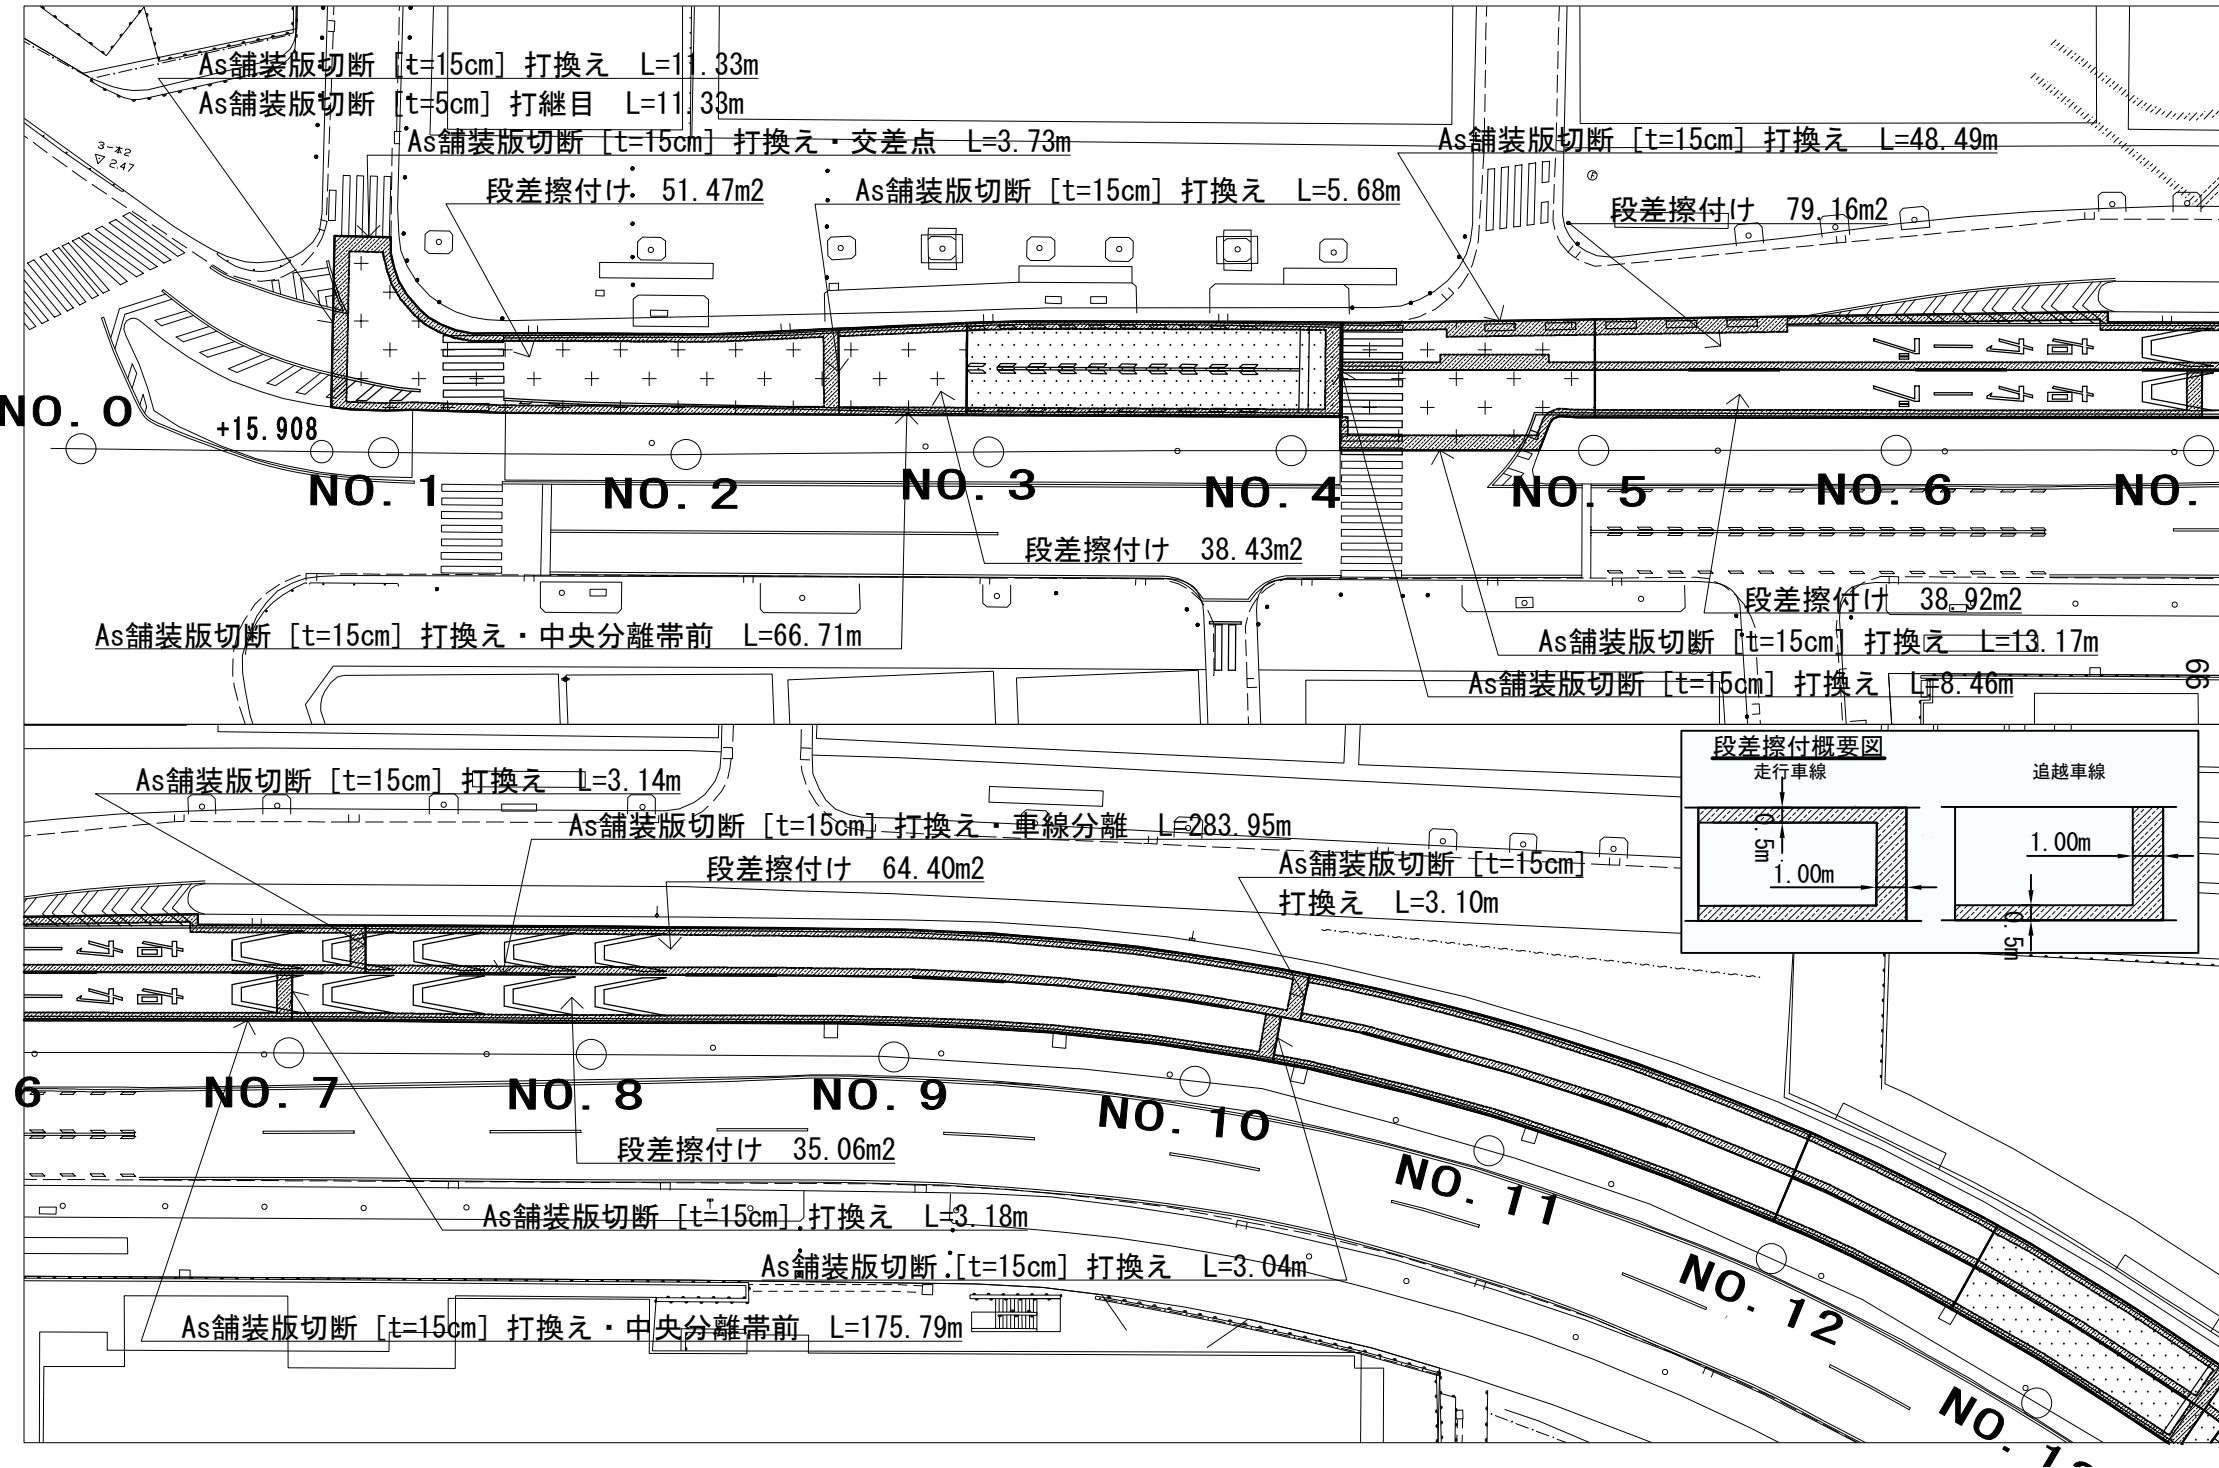 As舗装版切断 [t=15cm] 打換え　L=11.33m
As舗装版切断 [t=5cm] 打継目　L=11.33m
As舗装版切断 [t=15cm] 打換え・交差点　L=3.73m
As舗装版切断 [t=15cm] 打換え　L=48.49m
3-本2
2.47
段差擦付け　51.47m2
As舗装版切断 [t=15cm] 打換え　L=5.68m
段差擦付け　79.16m2
NO. 0
+15.908
NO. 1
NO. 2
NO. 3
NO. 4
NO. 5
NO. 6
NO.
段差擦付け　38.43m2
段差擦付け　38.92m2
As舗装版切断 [t=15cm] 打換え・中央分離帯前　L=66.71m
As舗装版切断 [t=15cm] 打換え　L=13.17m
As舗装版切断 [t=15cm] 打換え　L=8.46m
66
段差擦付概要図
走行車線
追越車線
0.5m
1.00m
1.00m
0.5m
As舗装版切断 [t=15cm] 打換え　L=3.14m
As舗装版切断 [t=15cm] 打換え・車線分離　L=283.95m
段差擦付け　64.40m2
As舗装版切断 [t=15cm]
打換え　L=3.10m
6
NO. 7
NO. 8
NO. 9
NO. 10
NO. 11
NO. 12
段差擦付け　35.06m2
As舗装版切断 [t=15cm] 打換え　L=3.18m
As舗装版切断 [t=15cm] 打換え　L=3.04m
As舗装版切断 [t=15cm] 打換え・中央分離帯前　L=175.79m